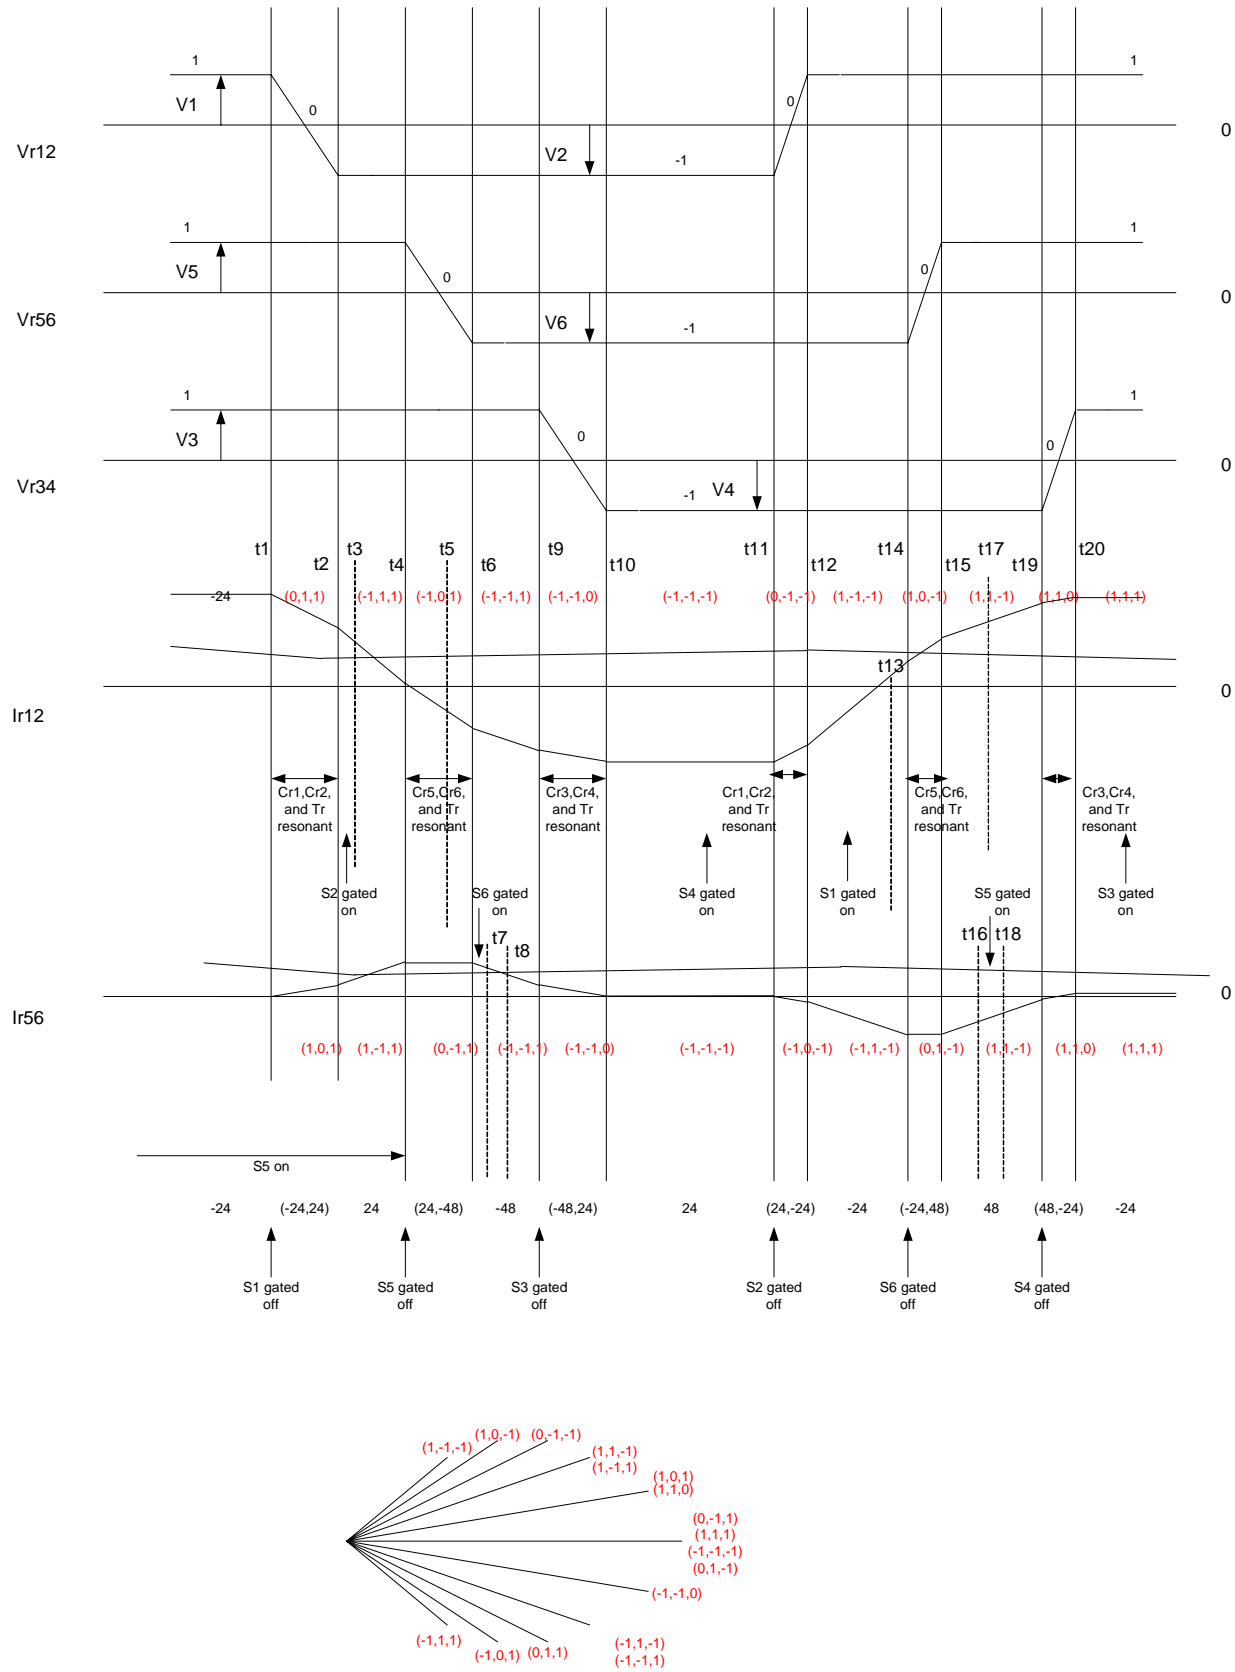 1 1
V1
0 0
0
Vr12
V2
-1
1 1
V5
0 0
0
Vr56
V6
-1
1 1
V3
0 0
0
Vr34
-1
V4
t1 t3 t5 t9 t11 t14 t17 t20
t2 t4 t6 t10 t12 t15 t19
-24 (0,1,1) (-1,1,1) (-1,0,1) (-1,-1,1) (-1,-1,0) (-1,-1,-1) (0,-1,-1) (1,-1,-1) (1,0,-1) (1,1,-1) (1,1,0) (1,1,1)
t13
0
Ir12
Cr1,Cr2, Cr5,Cr6, Cr3,Cr4, Cr1,Cr2, Cr5,Cr6, Cr3,Cr4,
and Tr and Tr and Tr and Tr and Tr and Tr
resonant resonant resonant resonant resonant resonant
S2 gated S6 gated S4 gated S1 gated S5 gated S3 gated
on on on on on on
t7 t16 t18
t8
0
Ir56
(1,0,1) (1,-1,1) (0,-1,1) (-1,-1,1) (-1,-1,0) (-1,-1,-1) (-1,0,-1) (-1,1,-1) (0,1,-1) (1,1,-1) (1,1,0) (1,1,1)
S5 on
-24 (-24,24) 24 (24,-48) -48 (-48,24) 24 (24,-24) -24 (-24,48) 48 (48,-24) -24
S1 gated S5 gated S3 gated S2 gated S6 gated S4 gated
off off off off off off
(1,0,-1) (0,-1,-1)
(1,-1,-1) (1,1,-1)
(1,-1,1)
(1,0,1)
(1,1,0)
(0,-1,1)
(1,1,1)
(-1,-1,-1)
(0,1,-1)
(-1,-1,0)
(-1,1,1) (-1,1,-1)
(-1,0,1) (0,1,1) (-1,-1,1)